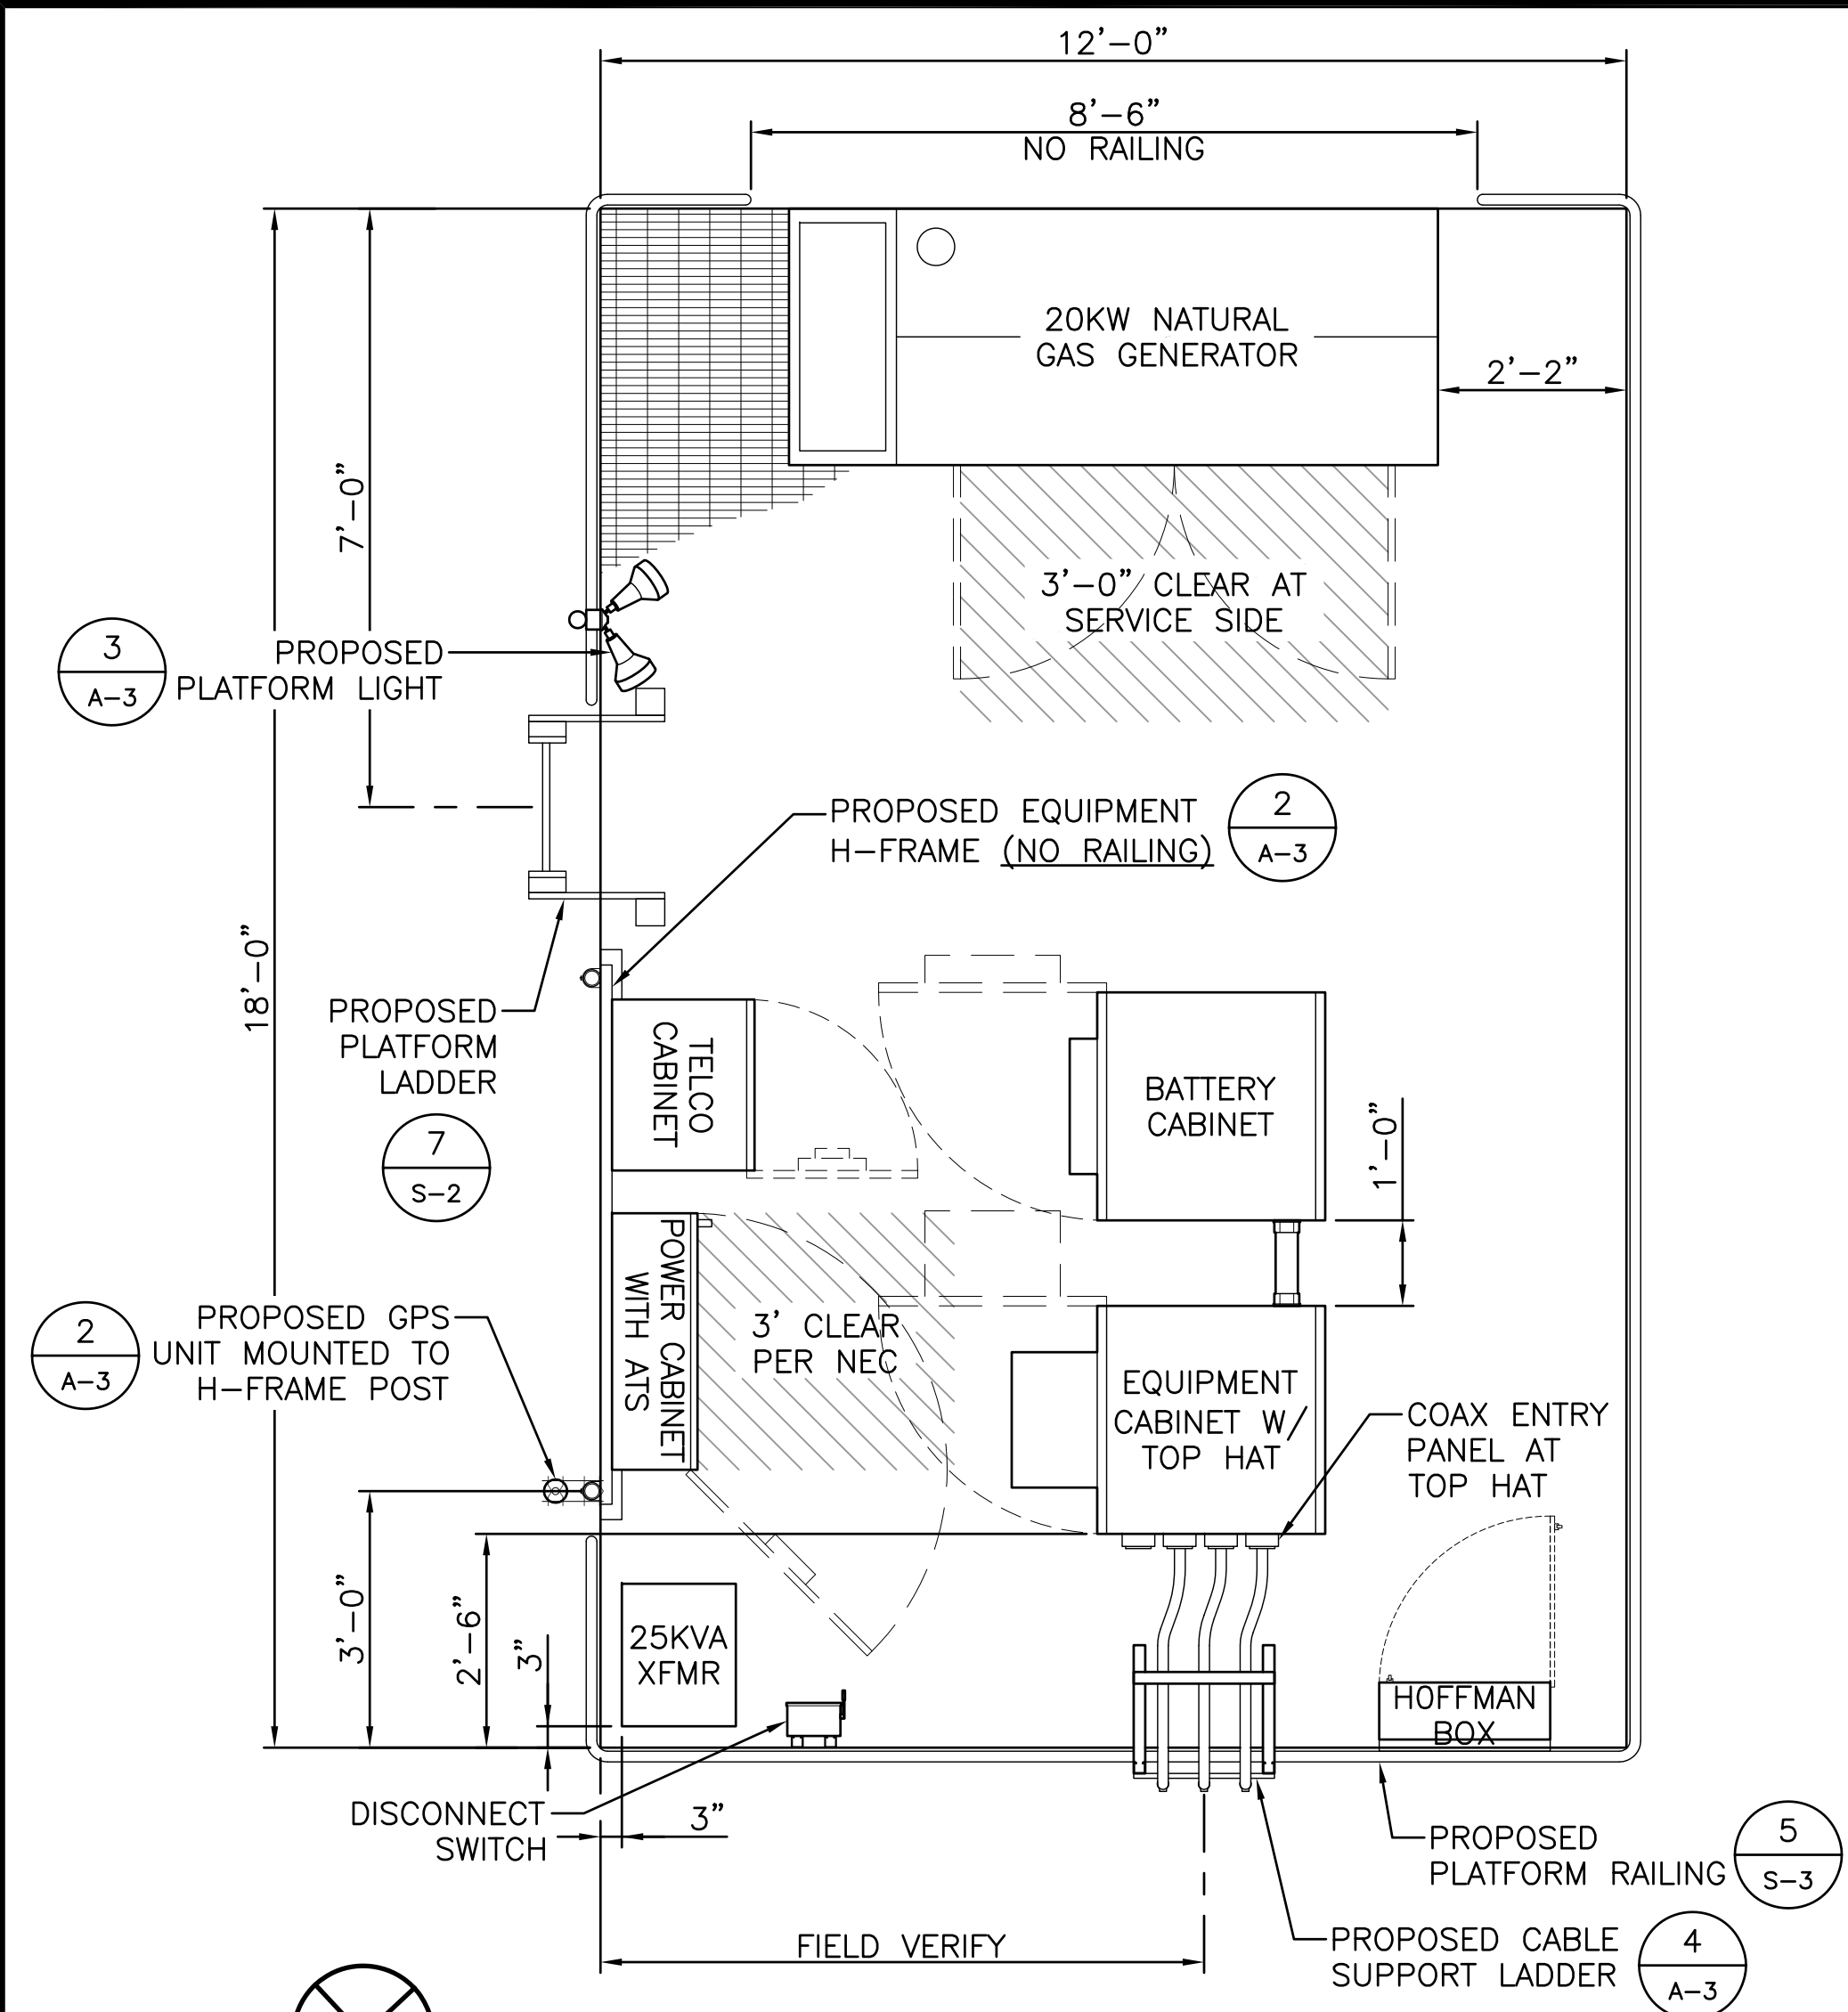 12'-0"
8'-6"
NO RAILING
20KW NATURAL
GAS GENERATOR
2'-2"
7'-0"
3'-0" CLEAR AT
SERVICE SIDE
3
A-3
PROPOSED
PLATFORM LIGHT
PROPOSED EQUIPMENT
H-FRAME (NO RAILING)
2
A-3
18'-0"
PROPOSED
PLATFORM
LADDER
7
S-2
TELCO
CABINET
BATTERY
CABINET
1'-0"
POWER CABINET
WITH ATS
3' CLEAR
PER NEC
2
A-3
PROPOSED GPS
UNIT MOUNTED TO
H-FRAME POST
EQUIPMENT
CABINET W/
TOP HAT
COAX ENTRY
PANEL AT
TOP HAT
3'-0"
2'-6"
3"
25KVA
XFMR
HOFFMAN
BOX
DISCONNECT
SWITCH
3"
PROPOSED
PLATFORM RAILING
5
S-3
FIELD VERIFY
PROPOSED CABLE
SUPPORT LADDER
4
A-3